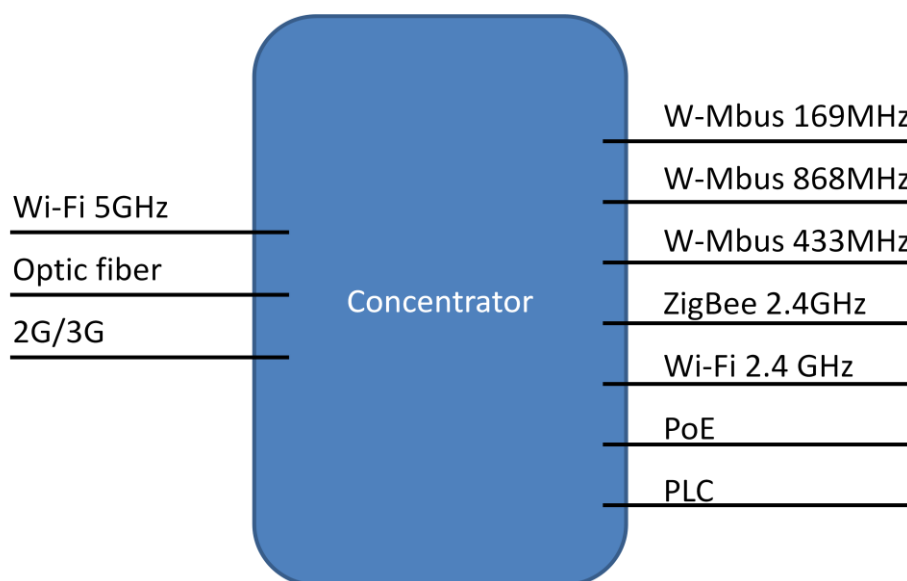 Wi-Fi 5GHz
Optic fiber
2G/3G
Concentrator
W-Mbus 169MHz
W-Mbus 868MHz
W-Mbus 433MHz
ZigBee 2.4GHz
Wi-Fi 2.4 GHz
PoE
PLC